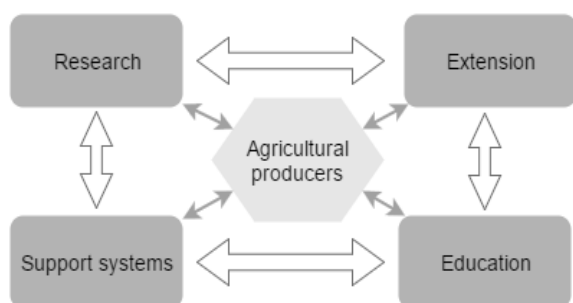 Research
Extension
Agricultural
producers
Support systems
Education